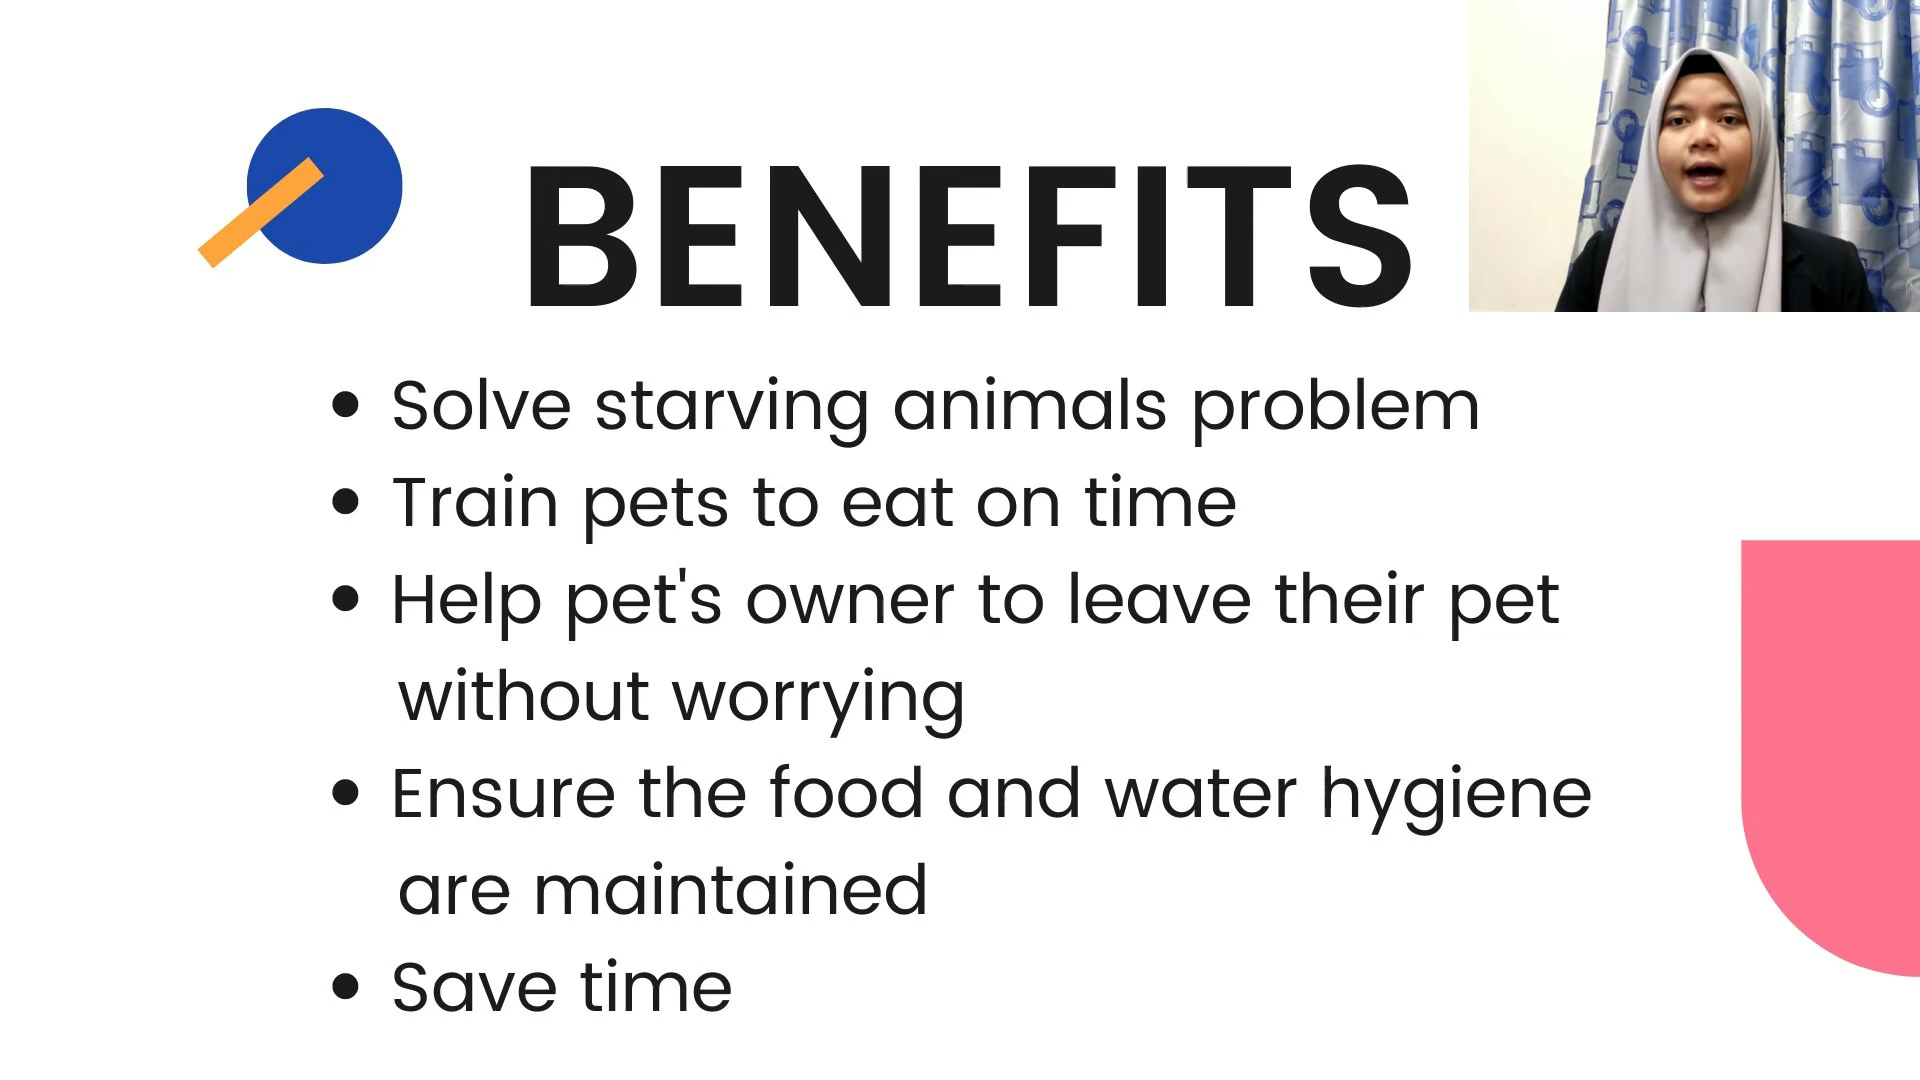 BENEFITS
• Solve starving animals problem
• Train pets to eat on time
• Help pet's owner to leave their pet
without worrying
• Ensure the food and water hygiene
are maintained
• Save time